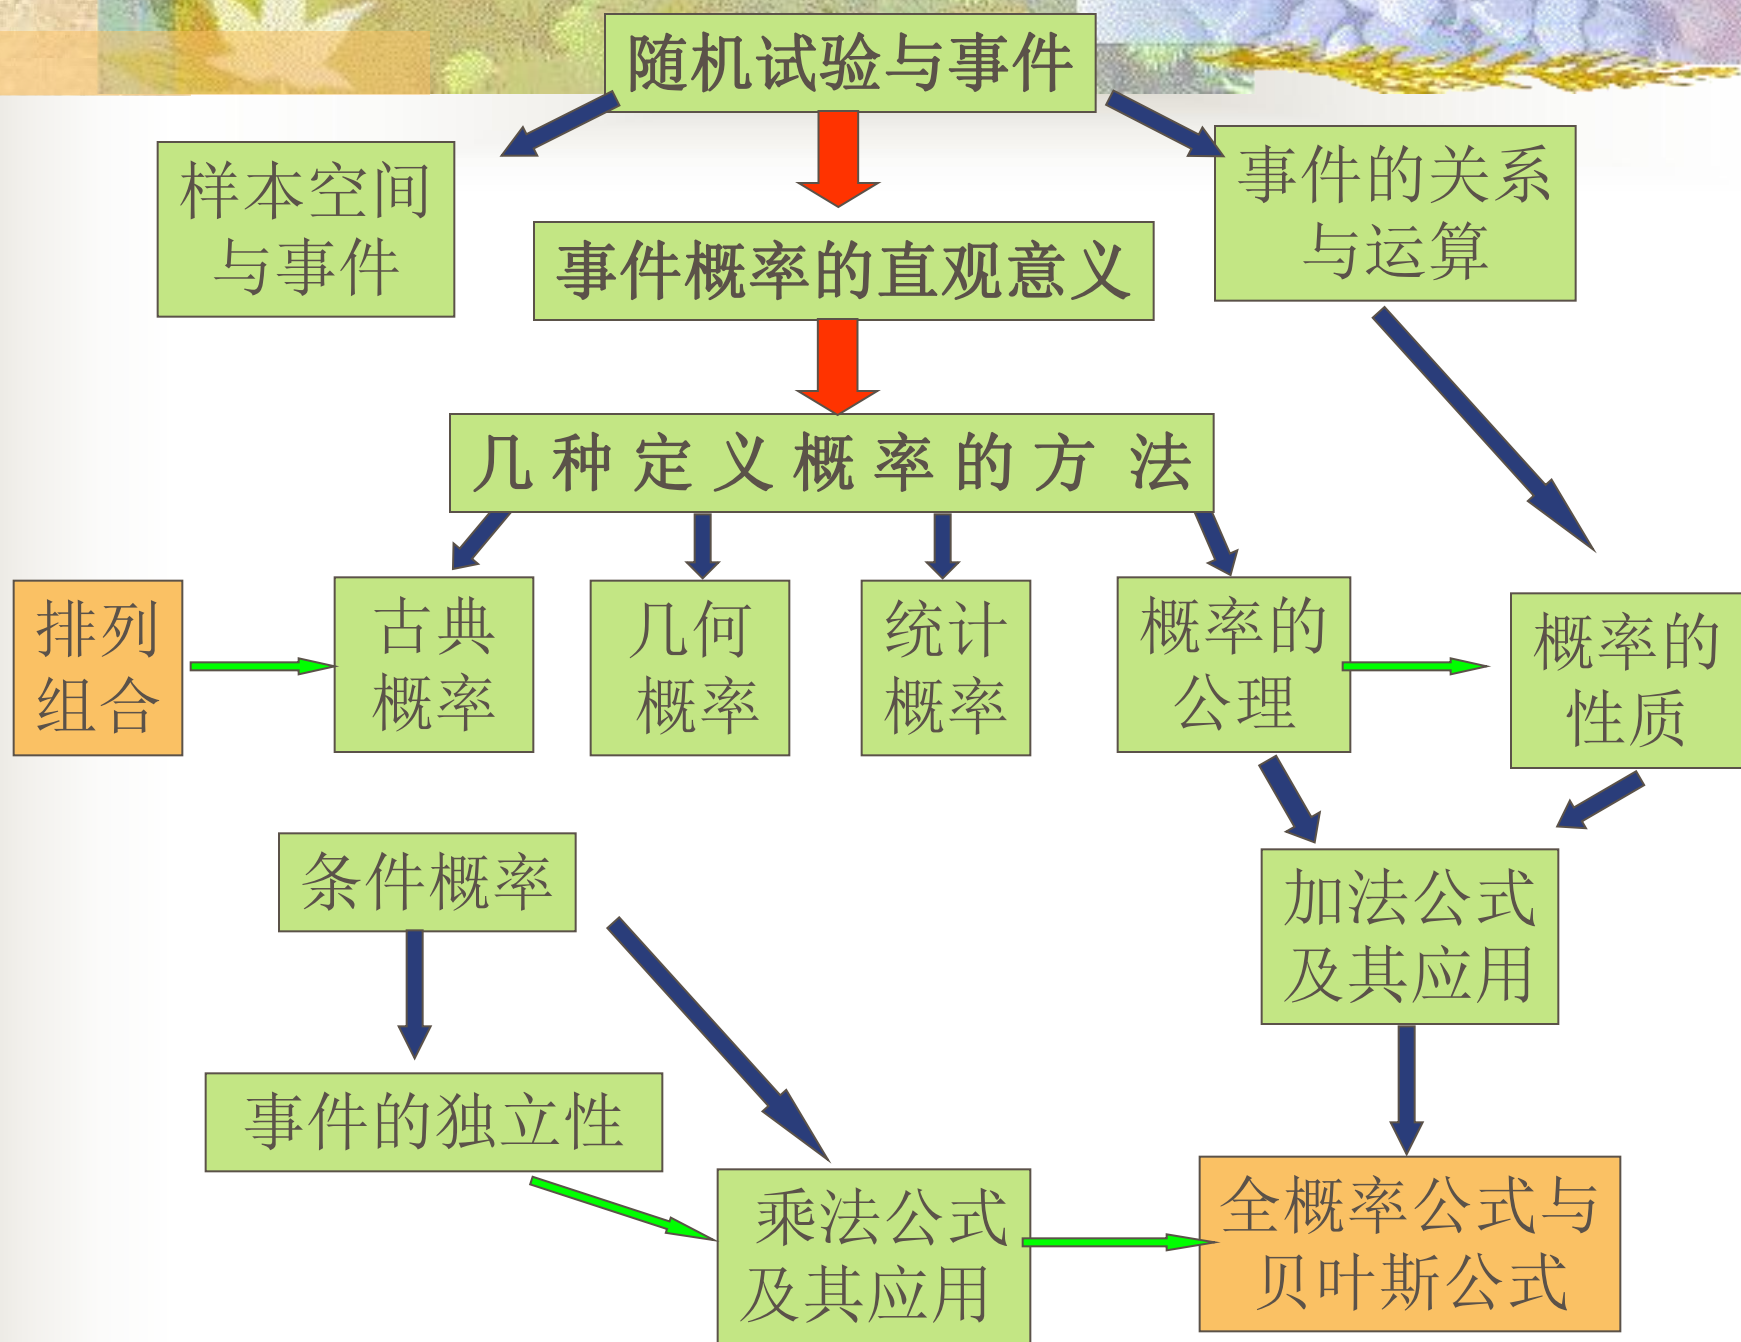 随机试验与事件
样本空间
与事件
事件的关系
与运算
事件概率的直观意义
几种定义概率的方 法
排列
组合
古典
概率
几何
概率
统计
概率
概率的
公理
概率的
性质
条件概率
加法公式
及其应用
事件的独立性
乘法公式
及其应用
全概率公式与
贝叶斯公式